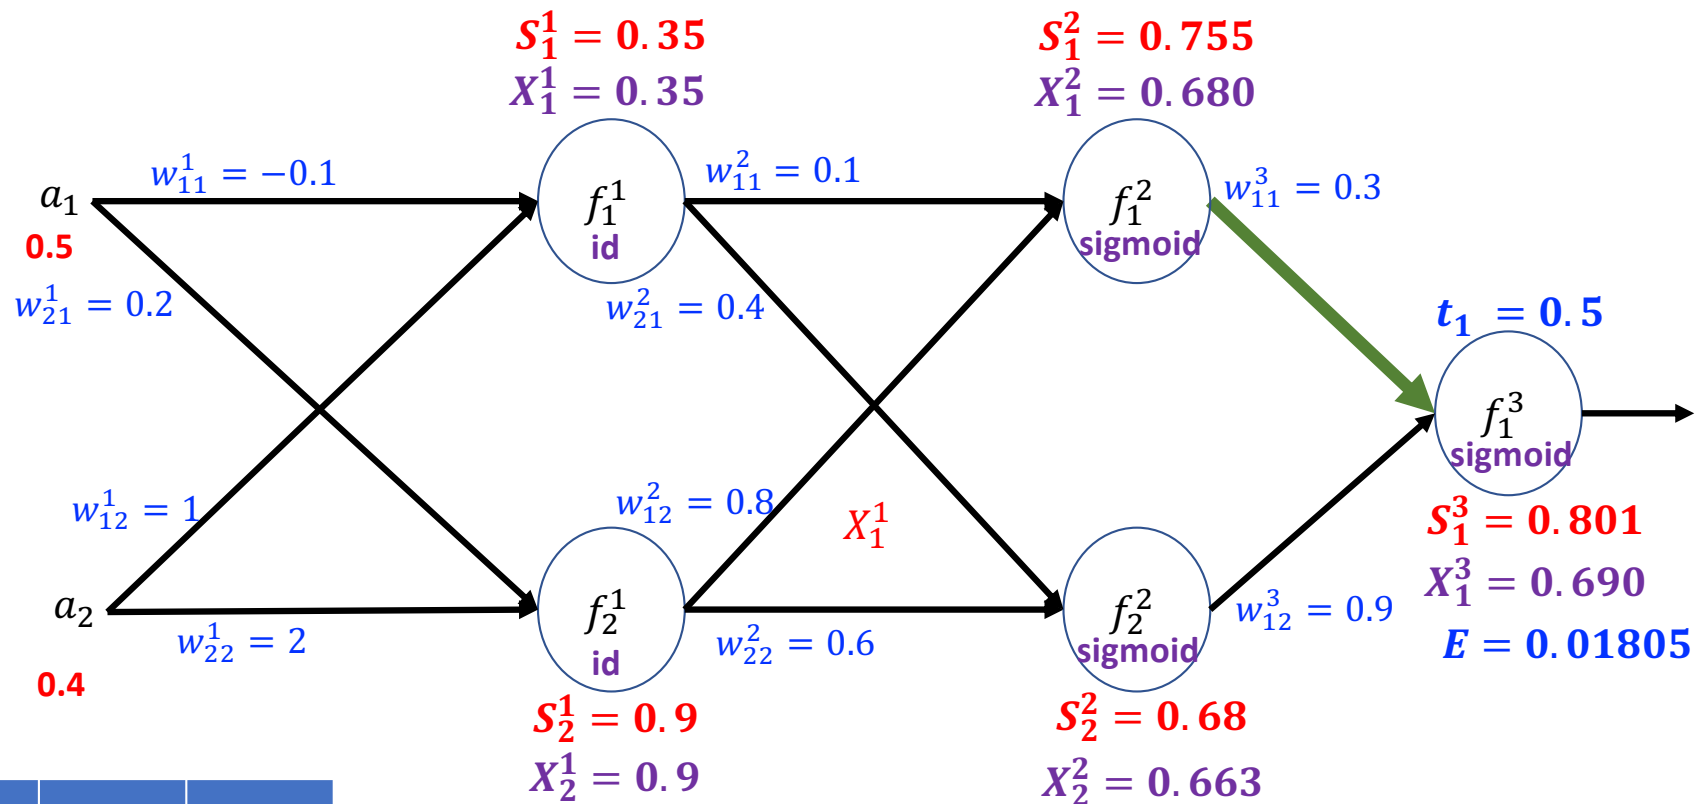 S₁¹ = 0.35
X₁¹ = 0.35
S₁² = 0.755
X₁² = 0.680
a₁
0.5
w₁₁¹ = −0.1
f₁¹
id
w₁₁² = 0.1
f₁²
sigmoid
w₁₁³ = 0.3
w₂₁¹ = 0.2
w₂₁² = 0.4
t₁ = 0.5
f₁³
sigmoid
w₁₂¹ = 1
w₁₂² = 0.8
X₁¹
S₁³ = 0.801
X₁³ = 0.690
E = 0.01805
a₂
0.4
w₂₂¹ = 2
f₂¹
id
w₂₂² = 0.6
f₂²
sigmoid
w₁₂³ = 0.9
S₂¹ = 0.9
X₂¹ = 0.9
S₂² = 0.68
X₂² = 0.663